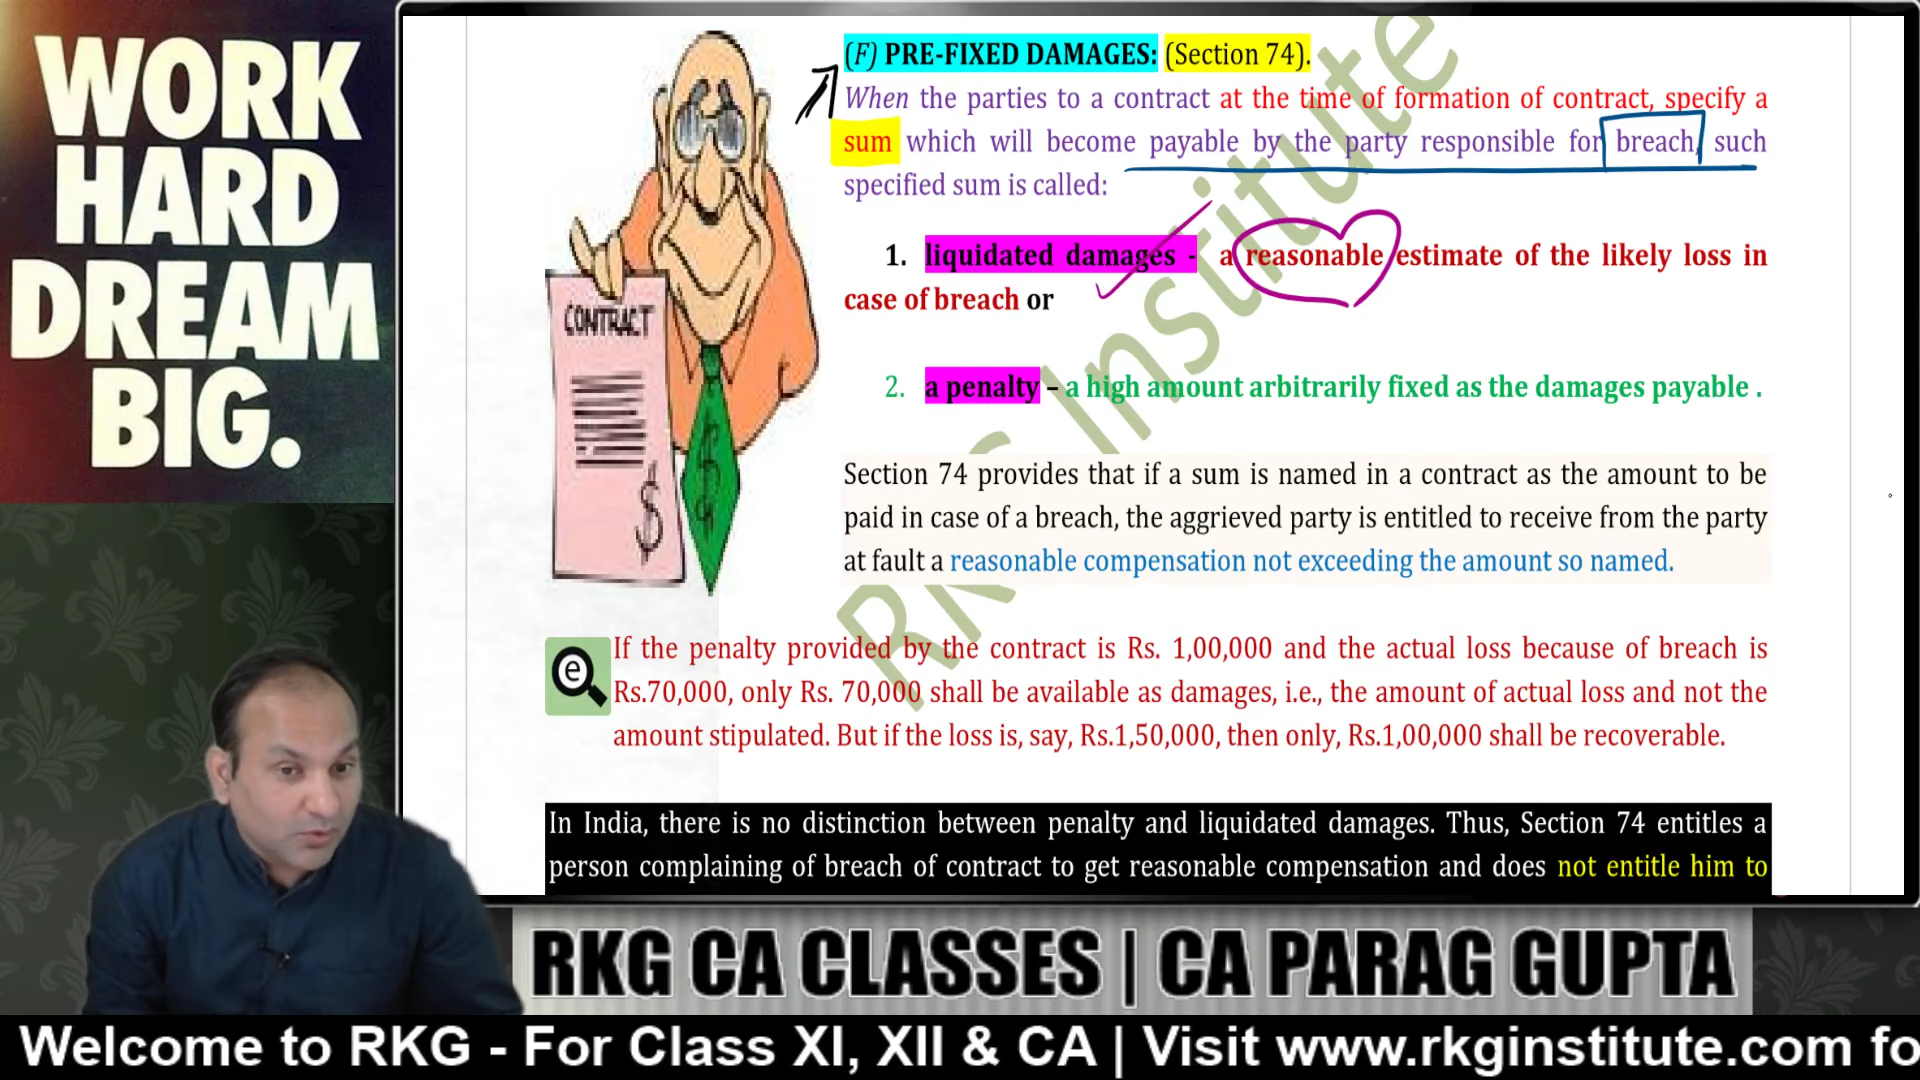 WORK
HARD
DREAM
BIG.
(F) PRE-FIXED DAMAGES: (Section 74).
When the parties to a contract at the time of formation of contract, specify a
sum which will become payable by the party responsible for breach, such
specified sum is called:
1. liquidated damages - a reasonable estimate of the likely loss in
case of breach or
2. a penalty – a high amount arbitrarily fixed as the damages payable .
CONTRACT
$
Section 74 provides that if a sum is named in a contract as the amount to be
paid in case of a breach, the aggrieved party is entitled to receive from the party
at fault a reasonable compensation not exceeding the amount so named.
RKG Institute
e
If the penalty provided by the contract is Rs. 1,00,000 and the actual loss because of breach is
Rs.70,000, only Rs. 70,000 shall be available as damages, i.e., the amount of actual loss and not the
amount stipulated. But if the loss is, say, Rs.1,50,000, then only, Rs.1,00,000 shall be recoverable.
In India, there is no distinction between penalty and liquidated damages. Thus, Section 74 entitles a
person complaining of breach of contract to get reasonable compensation and does not entitle him to
RKG CA CLASSES | CA PARAG GUPTA
Welcome to RKG - For Class XI, XII & CA | Visit www.rkginstitute.com fo